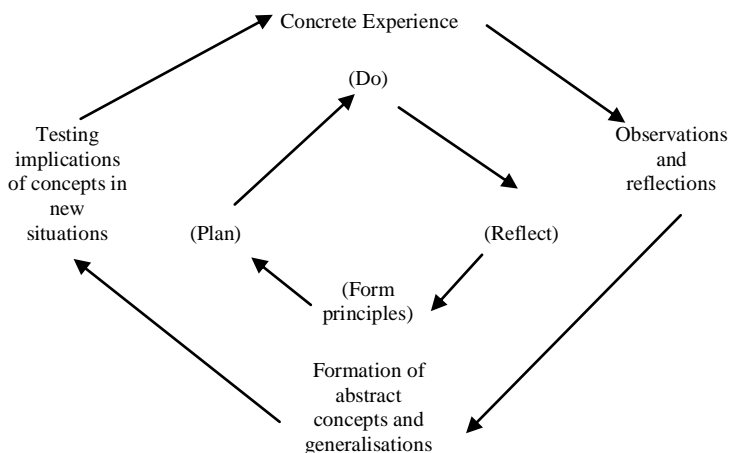 Concrete Experience
(Do)
Testing
implications
of concepts in
new
situations
Observations
and
reflections
(Plan)
(Reflect)
(Form
principles)
Formation of
abstract
concepts and
generalisations